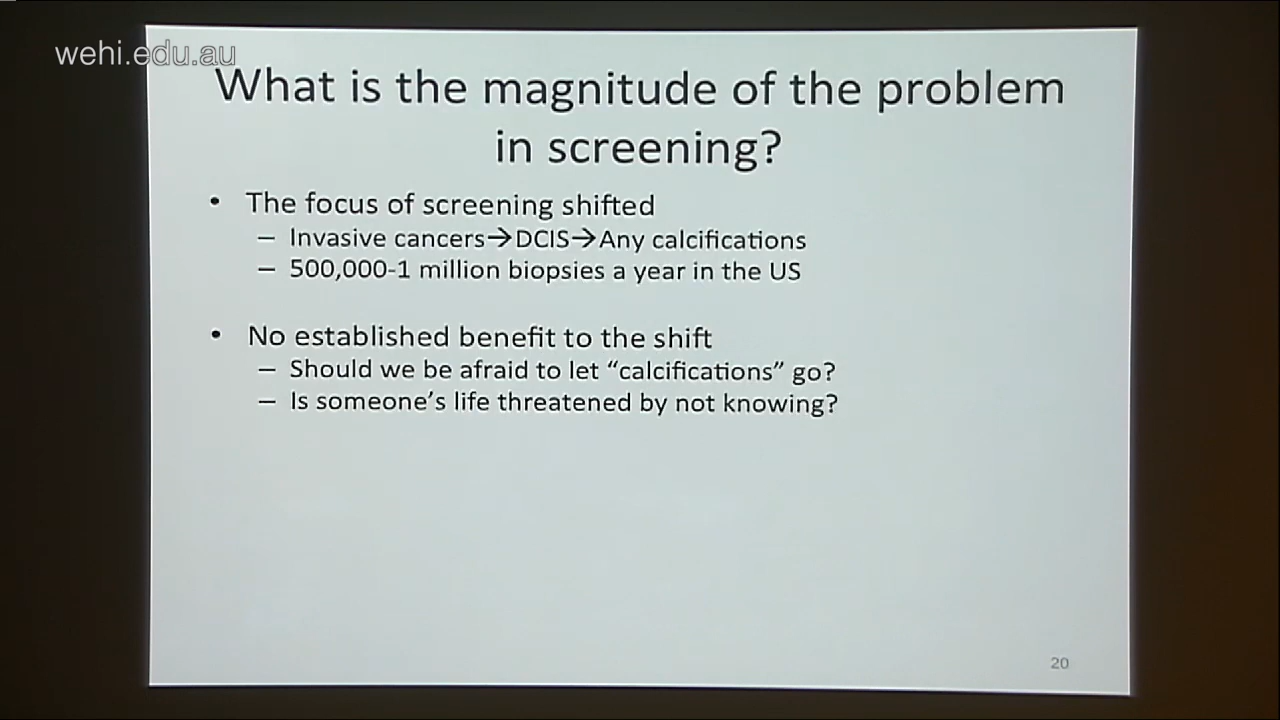 wehi.edu.au
What is the magnitude of the problem
in screening?
• The focus of screening shifted
– Invasive cancers→DCIS→Any calcifications
– 500,000-1 million biopsies a year in the US
• No established benefit to the shift
– Should we be afraid to let “calcifications” go?
– Is someone’s life threatened by not knowing?
20